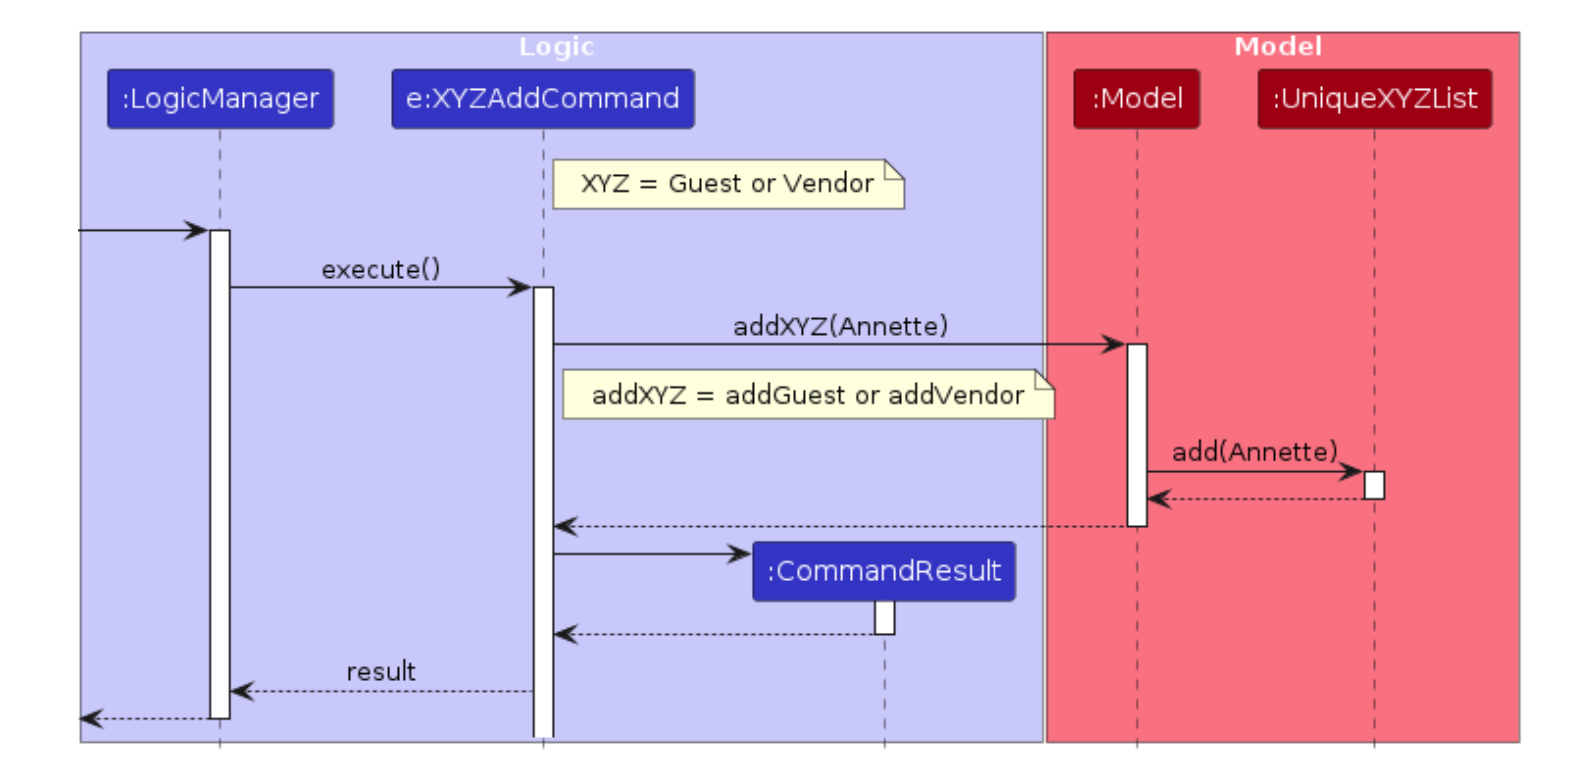 Logic
Model
:LogicManager
e:XYZAddCommand
:Model
:UniqueXYZList
XYZ = Guest or Vendor
execute()
addXYZ(Annette)
addXYZ = addGuest or addVendor
add(Annette)
:CommandResult
result